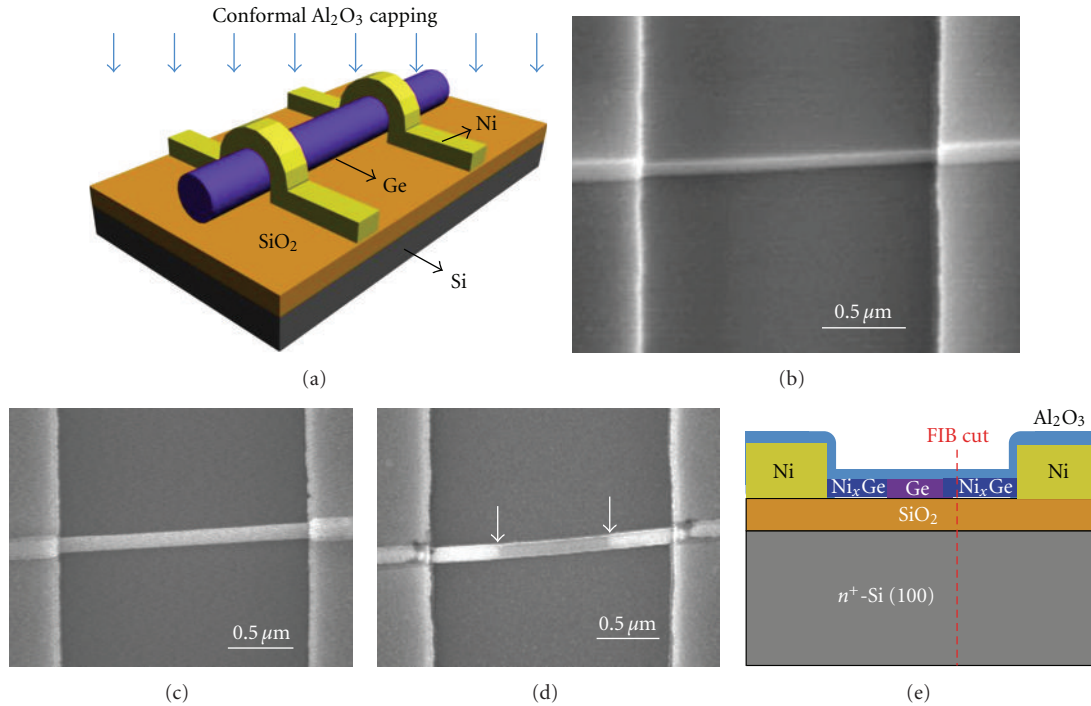 Conformal Al₂O₃ capping
Ni
Ge
SiO₂
Si
(a)
0.5 µm
(b)
0.5 µm
(c)
0.5 µm
(d)
Al₂O₃
FIB cut
Ni
Ni
NiₓGe
Ge
NiₓGe
SiO₂
n⁺-Si (100)
(e)